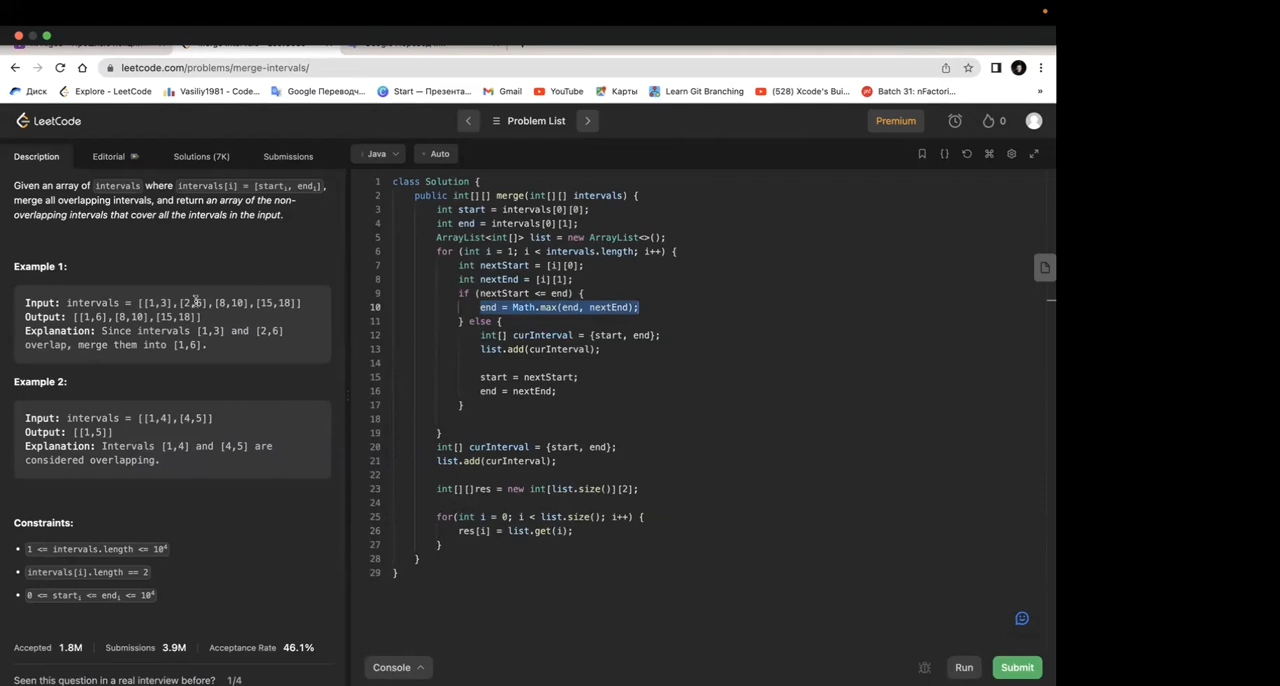 leetcode.com/problems/merge-intervals/
Диск
Explore - LeetCode
Vasiliy1981 - Code...
Google Переводч...
Start — Презента...
Gmail
YouTube
Карты
Learn Git Branching
(528) Xcode's Bui...
Batch 31: nFactori...
»
LeetCode
Problem List
Premium
0
Description
Editorial
Solutions (7K)
Submissions
Java
Auto
Given an array of intervals where intervals[i] = [starti, endi],
merge all overlapping intervals, and return an array of the non-
overlapping intervals that cover all the intervals in the input.
Example 1:
Input: intervals = [[1,3],[2,6],[8,10],[15,18]]
Output: [[1,6],[8,10],[15,18]]
Explanation: Since intervals [1,3] and [2,6]
overlap, merge them into [1,6].
Example 2:
Input: intervals = [[1,4],[4,5]]
Output: [[1,5]]
Explanation: Intervals [1,4] and [4,5] are
considered overlapping.
Constraints:
• 1 <= intervals.length <= 10⁴
• intervals[i].length == 2
• 0 <= starti <= endi <= 10⁴
Accepted 1.8M Submissions 3.9M Acceptance Rate 46.1%
Seen this question in a real interview before? 1/4
1 class Solution {
2 public int[][] merge(int[][] intervals) {
3 int start = intervals[0][0];
4 int end = intervals[0][1];
5 ArrayList<int[]> list = new ArrayList<>();
6 for (int i = 1; i < intervals.length; i++) {
7 int nextStart = [i][0];
8 int nextEnd = [i][1];
9 if (nextStart <= end) {
10 end = Math.max(end, nextEnd);
11 } else {
12 int[] curInterval = {start, end};
13 list.add(curInterval);
14
15 start = nextStart;
16 end = nextEnd;
17 }
18
19 }
20 int[] curInterval = {start, end};
21 list.add(curInterval);
22
23 int[][]res = new int[list.size()][2];
24
25 for(int i = 0; i < list.size(); i++) {
26 res[i] = list.get(i);
27 }
28 }
29 }
Console
Run
Submit